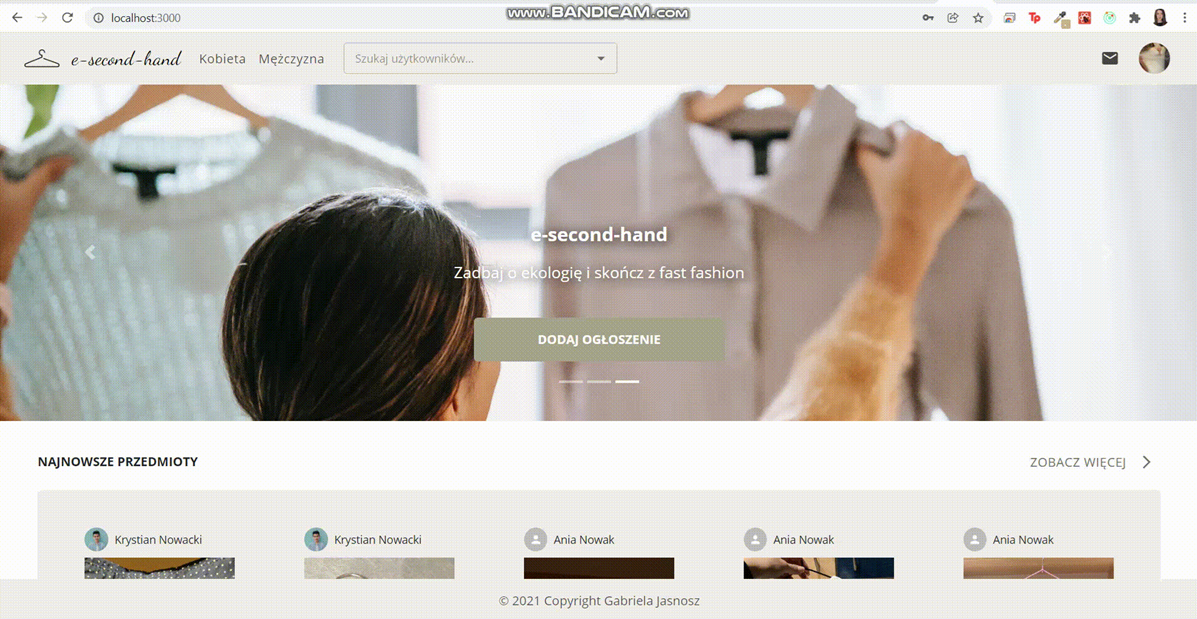 localhost:3000
www.BANDICAM.com
Tp
e-second-hand Kobieta Mężczyzna Szukaj użytkowników...
e-second-hand
Zadbaj o ekologię i skończ z fast fashion
DODAJ OGŁOSZENIE
NAJNOWSZE PRZEDMIOTY ZOBACZ WIĘCEJ
Krystian Nowacki Krystian Nowacki Ania Nowak Ania Nowak Ania Nowak
© 2021 Copyright Gabriela Jasnosz